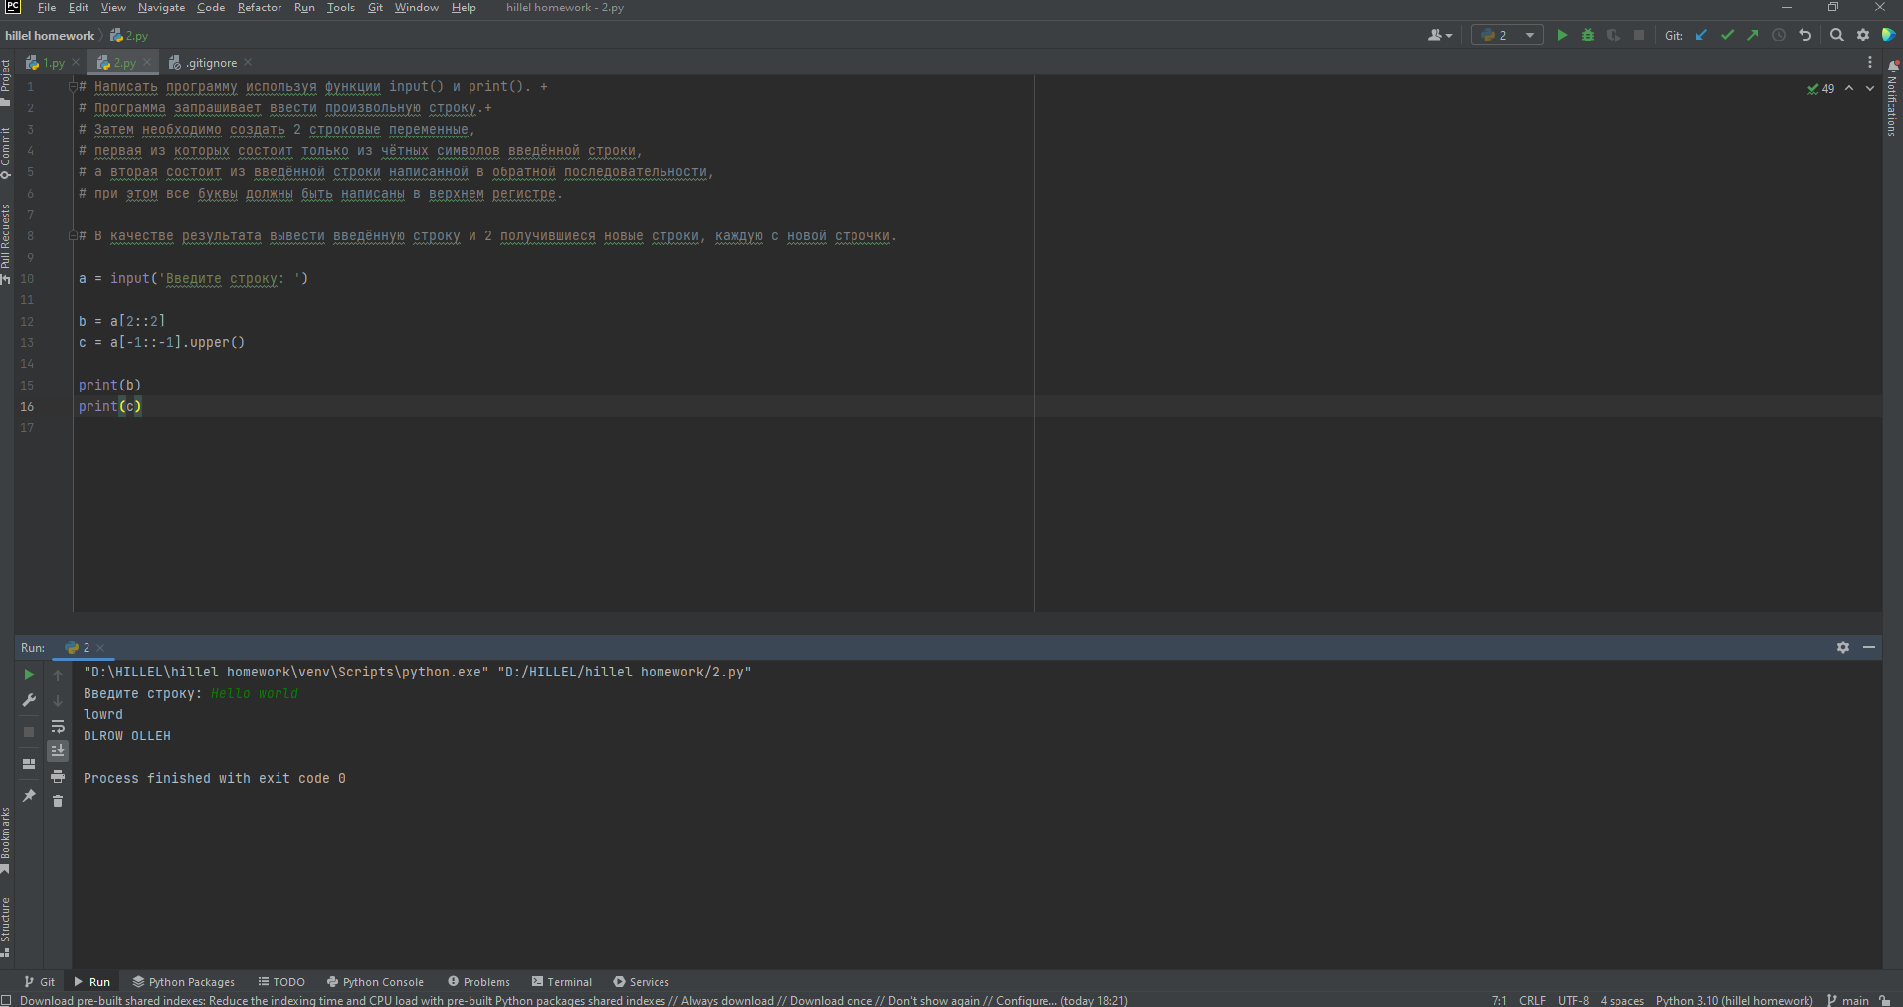 PC File Edit View Navigate Code Refactor Run Tools Git Window Help hillel homework - 2.py
hillel homework 2.py 2 Git:
1.py 2.py .gitignore
Project
Commit
Pull Requests
Notifications
49
1 # Написать программу используя функции input() и print(). +
2 # Программа запрашивает ввести произвольную строку.+
3 # Затем необходимо создать 2 строковые переменные,
4 # первая из которых состоит только из чётных символов введённой строки,
5 # а вторая состоит из введённой строки написанной в обратной последовательности,
6 # при этом все буквы должны быть написаны в верхнем регистре.
7
8 # В качестве результата вывести введённую строку и 2 получившиеся новые строки, каждую с новой строчки.
9
10 a = input('Введите строку: ')
11
12 b = a[2::2]
13 c = a[-1::-1].upper()
14
15 print(b)
16 print(c)
17
Run: 2
"D:\HILLEL\hillel homework\venv\Scripts\python.exe" "D:/HILLEL/hillel homework/2.py"
Введите строку: Hello world
lowrd
DLROW OLLEH
Process finished with exit code 0
Bookmarks
Structure
Git Run Python Packages TODO Python Console Problems Terminal Services
Download pre-built shared indexes: Reduce the indexing time and CPU load with pre-built Python packages shared indexes // Always download // Download once // Don't show again // Configure... (today 18:21) 7:1 CRLF UTF-8 4 spaces Python 3.10 (hillel homework) main